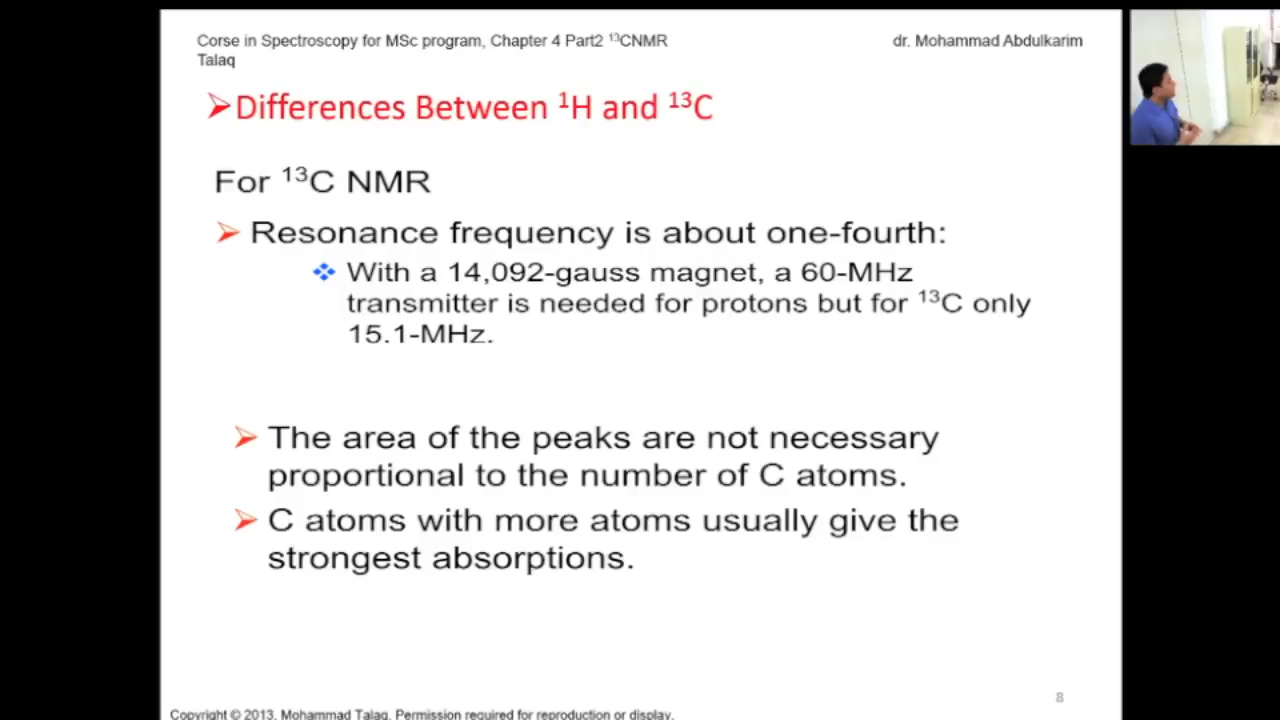 Corse in Spectroscopy for MSc program, Chapter 4 Part2 ¹³CNMR dr. Mohammad Abdulkarim
Talaq
➢Differences Between ¹H and ¹³C
For ¹³C NMR
➢ Resonance frequency is about one-fourth:
❖ With a 14,092-gauss magnet, a 60-MHz
transmitter is needed for protons but for ¹³C only
15.1-MHz.
➢ The area of the peaks are not necessary
proportional to the number of C atoms.
➢ C atoms with more atoms usually give the
strongest absorptions.
8
Copyright © 2013, Mohammad Talaq. Permission required for reproduction or display.